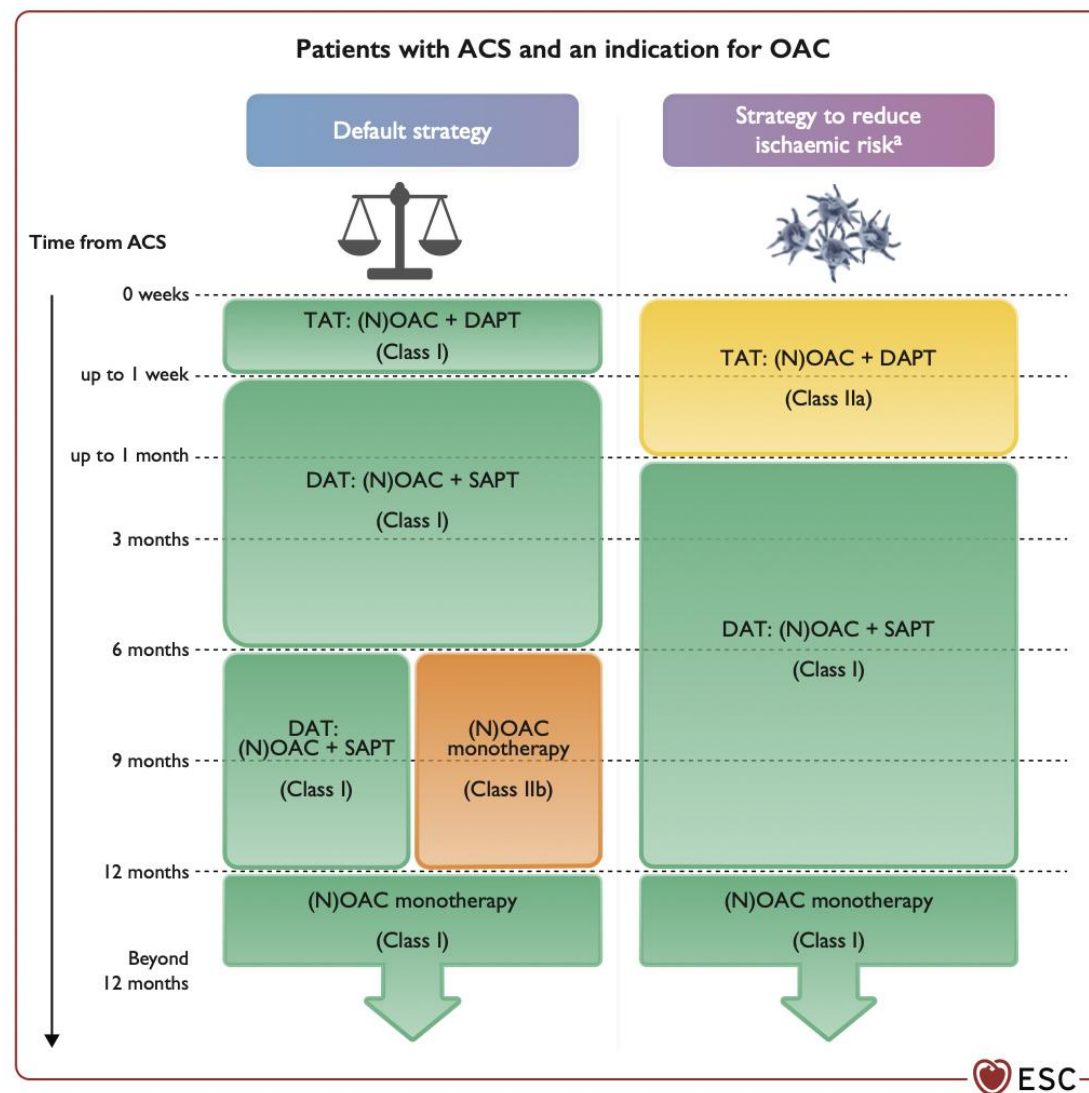 Patients with ACS and an indication for OAC
Default strategy
Strategy to reduce
ischaemic riskᵃ
Time from ACS
0 weeks
TAT: (N)OAC + DAPT
(Class I)
TAT: (N)OAC + DAPT
(Class IIa)
up to 1 week
DAT: (N)OAC + SAPT
(Class I)
up to 1 month
3 months
DAT: (N)OAC + SAPT
(Class I)
6 months
DAT:
(N)OAC + SAPT
(Class I)
(N)OAC
monotherapy
(Class IIb)
9 months
12 months
(N)OAC monotherapy
(Class I)
(N)OAC monotherapy
(Class I)
Beyond
12 months
ESC